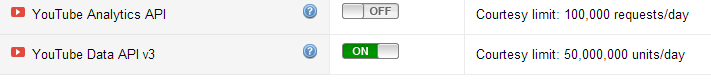 YouTube Analytics API ? OFF Courtesy limit: 100,000 requests/day
YouTube Data API v3 ? ON Courtesy limit: 50,000,000 units/day